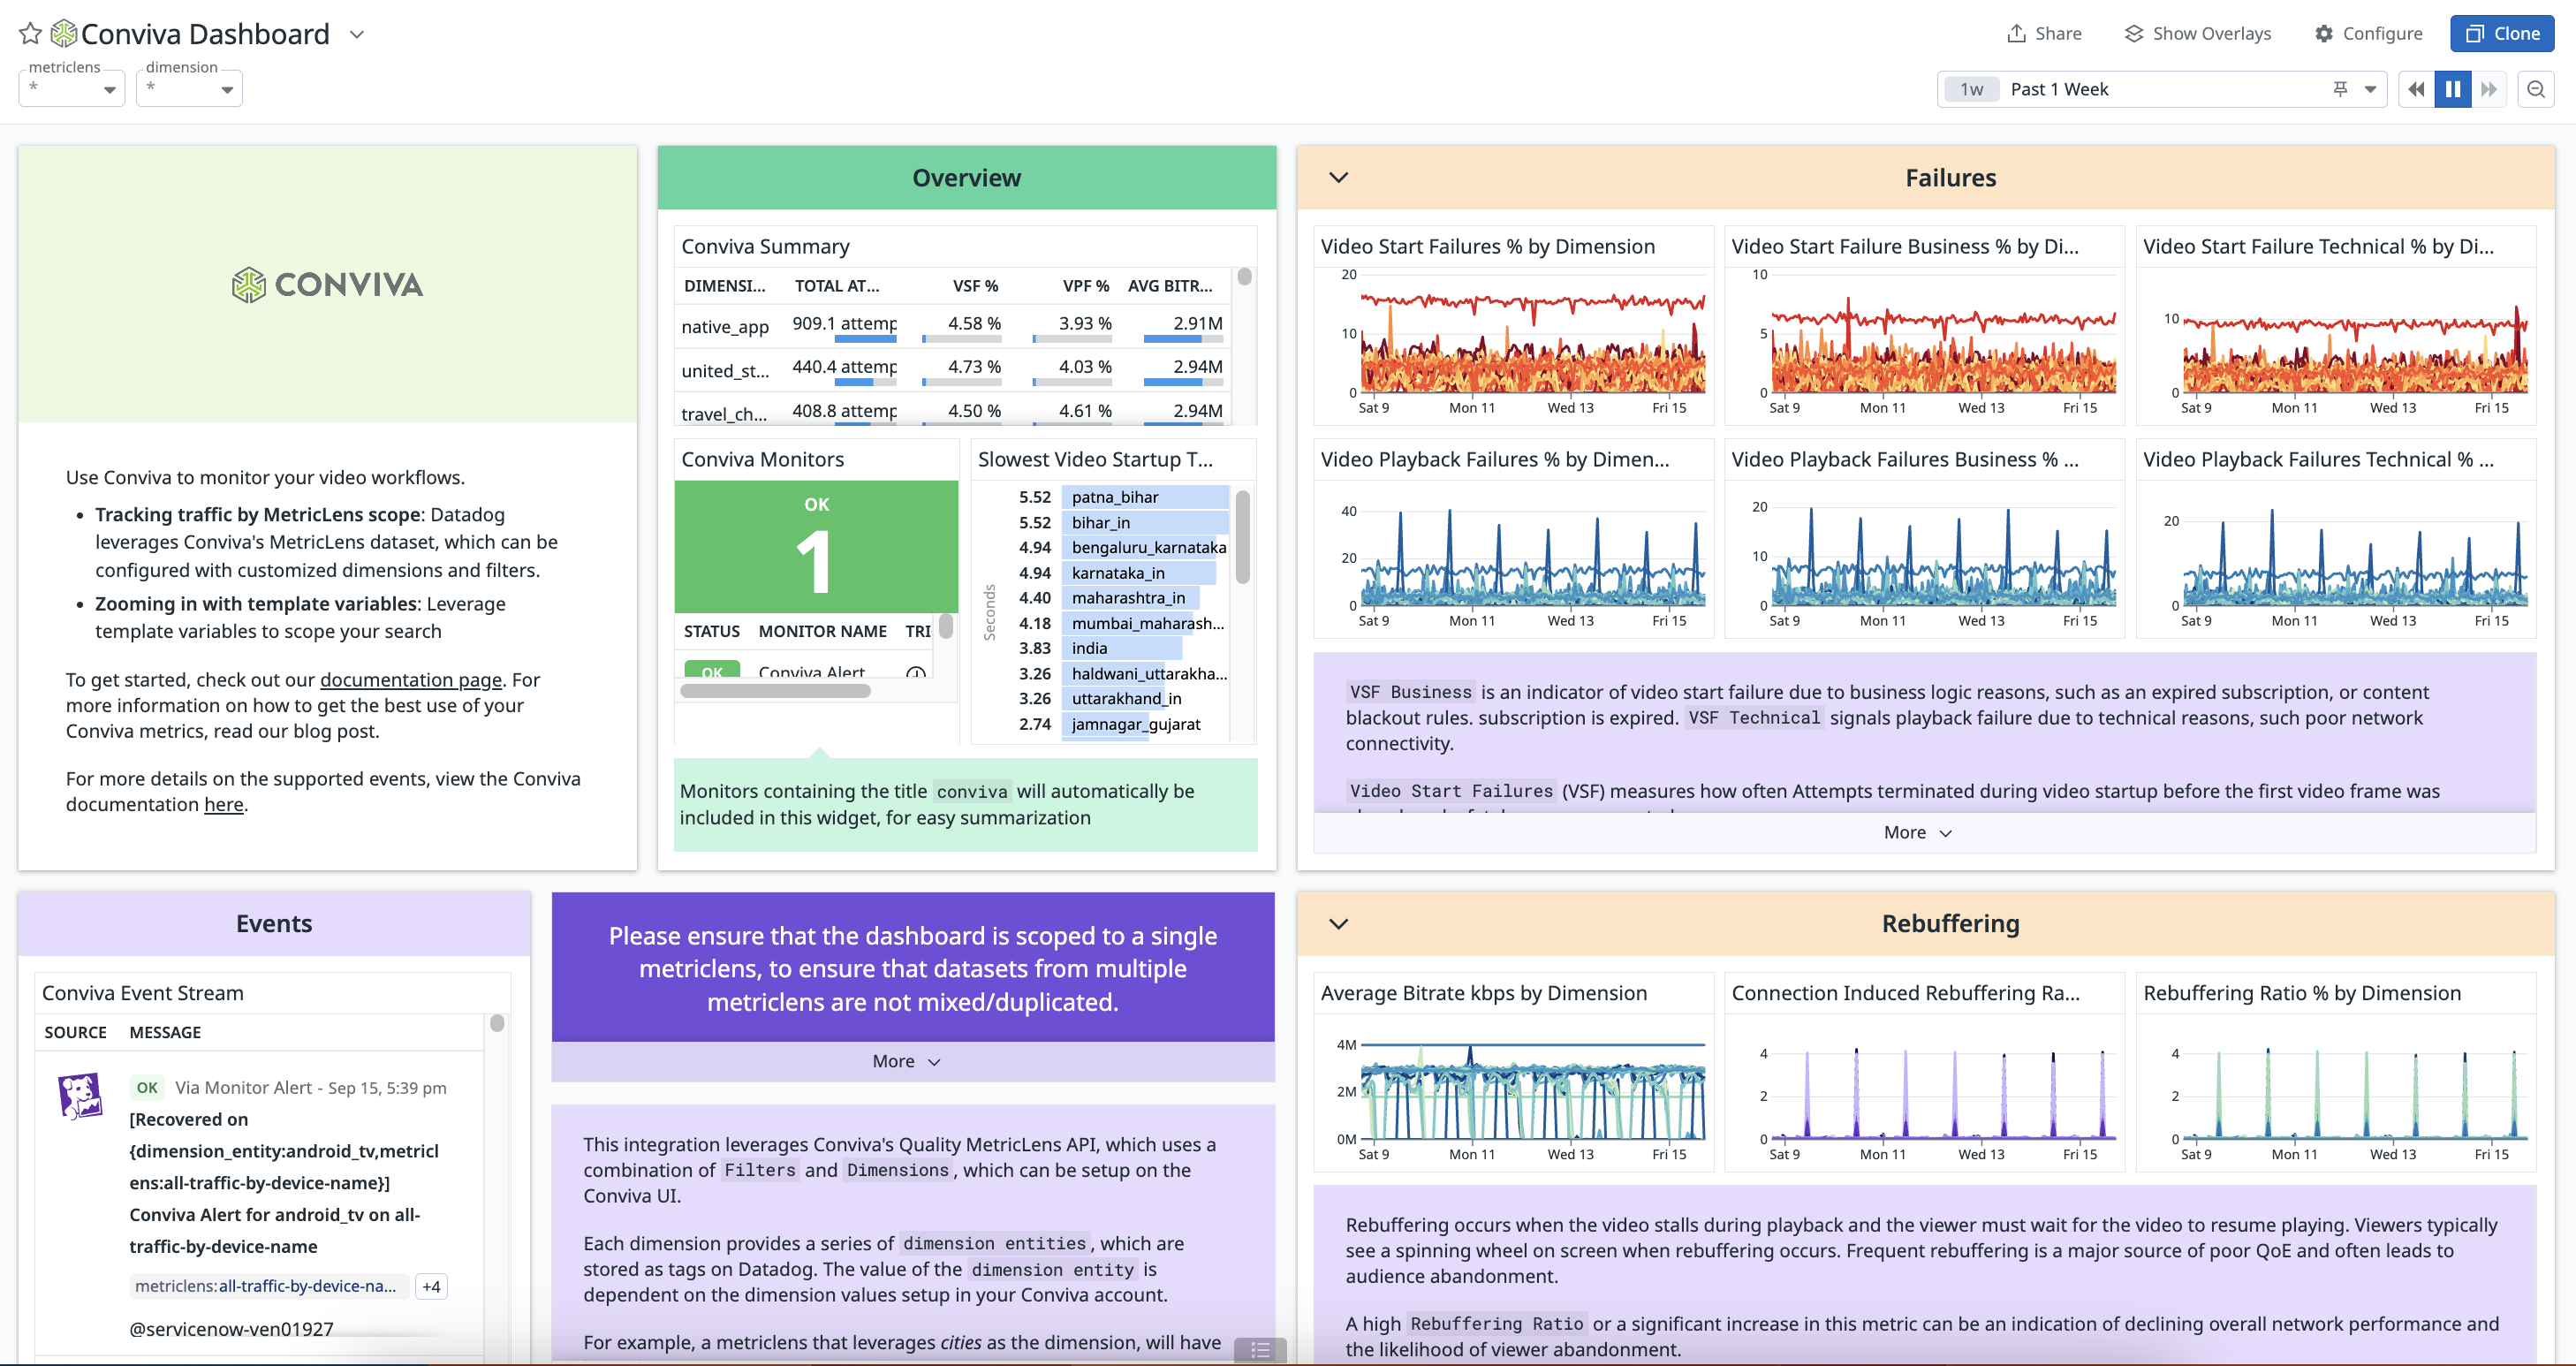 Conviva Dashboard
Share
Show Overlays
Configure
Clone
metriclens
*
dimension
*
1w Past 1 Week
CONVIVA
Use Conviva to monitor your video workflows.
• Tracking traffic by MetricLens scope: Datadog
leverages Conviva's MetricLens dataset, which can be
configured with customized dimensions and filters.
• Zooming in with template variables: Leverage
template variables to scope your search
To get started, check out our documentation page. For
more information on how to get the best use of your
Conviva metrics, read our blog post.
For more details on the supported events, view the Conviva
documentation here.
Overview
Conviva Summary
DIMENSI... TOTAL AT... VSF % VPF % AVG BITR...
native_app 909.1 attemp 4.58 % 3.93 % 2.91M
united_st... 440.4 attemp 4.73 % 4.03 % 2.94M
travel_ch... 408.8 attemp 4.50 % 4.61 % 2.94M
Conviva Monitors
OK
1
STATUS MONITOR NAME TRI
OK Conviva Alert
Slowest Video Startup T...
Seconds
5.52 patna_bihar
5.52 bihar_in
4.94 bengaluru_karnataka
4.94 karnataka_in
4.40 maharashtra_in
4.18 mumbai_maharash...
3.83 india
3.26 haldwani_uttarakha...
3.26 uttarakhand_in
2.74 jamnagar_gujarat
Monitors containing the title conviva will automatically be
included in this widget, for easy summarization
Failures
Video Start Failures % by Dimension
20
10
0
Sat 9 Mon 11 Wed 13 Fri 15
Video Start Failure Business % by Di...
10
5
0
Sat 9 Mon 11 Wed 13 Fri 15
Video Start Failure Technical % by Di...
10
0
Sat 9 Mon 11 Wed 13 Fri 15
Video Playback Failures % by Dimen...
40
20
0
Sat 9 Mon 11 Wed 13 Fri 15
Video Playback Failures Business % ...
20
10
0
Sat 9 Mon 11 Wed 13 Fri 15
Video Playback Failures Technical % ...
20
0
Sat 9 Mon 11 Wed 13 Fri 15
VSF Business is an indicator of video start failure due to business logic reasons, such as an expired subscription, or content
blackout rules. subscription is expired. VSF Technical signals playback failure due to technical reasons, such poor network
connectivity.
Video Start Failures (VSF) measures how often Attempts terminated during video startup before the first video frame was
More
Events
Conviva Event Stream
SOURCE MESSAGE
OK Via Monitor Alert - Sep 15, 5:39 pm
[Recovered on
{dimension_entity:android_tv,metricl
ens:all-traffic-by-device-name}]
Conviva Alert for android_tv on all-
traffic-by-device-name
metriclens:all-traffic-by-device-na... +4
@servicenow-ven01927
Please ensure that the dashboard is scoped to a single
metriclens, to ensure that datasets from multiple
metriclens are not mixed/duplicated.
More
This integration leverages Conviva's Quality MetricLens API, which uses a
combination of Filters and Dimensions, which can be setup on the
Conviva UI.
Each dimension provides a series of dimension entities, which are
stored as tags on Datadog. The value of the dimension entity is
dependent on the dimension values setup in your Conviva account.
For example, a metriclens that leverages cities as the dimension, will have
Rebuffering
Average Bitrate kbps by Dimension
4M
2M
0M
Sat 9 Mon 11 Wed 13 Fri 15
Connection Induced Rebuffering Ra...
4
2
0
Sat 9 Mon 11 Wed 13 Fri 15
Rebuffering Ratio % by Dimension
4
2
0
Sat 9 Mon 11 Wed 13 Fri 15
Rebuffering occurs when the video stalls during playback and the viewer must wait for the video to resume playing. Viewers typically
see a spinning wheel on screen when rebuffering occurs. Frequent rebuffering is a major source of poor QoE and often leads to
audience abandonment.
A high Rebuffering Ratio or a significant increase in this metric can be an indication of declining overall network performance and
the likelihood of viewer abandonment.